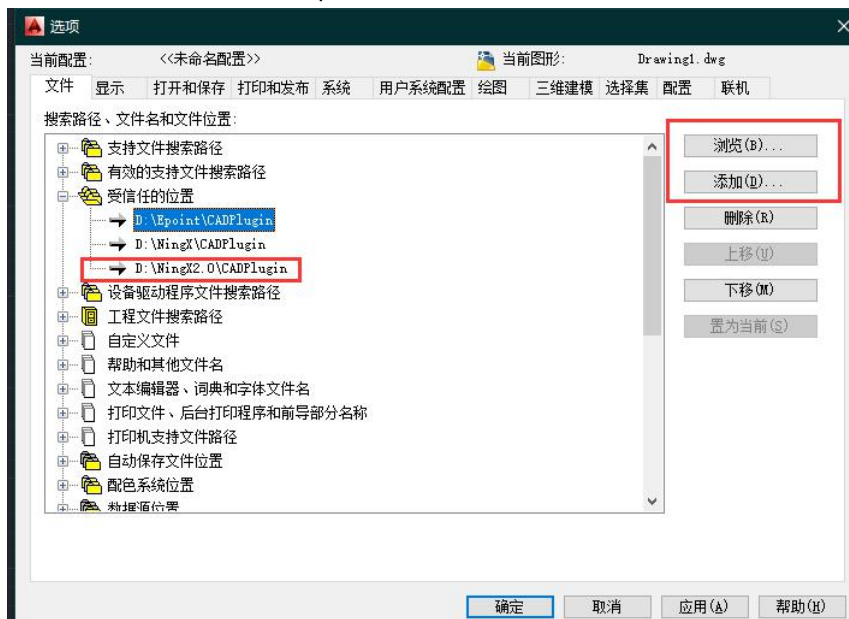 选项
当前配置: <<未命名配置>> 当前图形: Drawing1.dwg
文件 显示 打开和保存 打印和发布 系统 用户系统配置 绘图 三维建模 选择集 配置 联机
搜索路径、文件名和文件位置:
支持文件搜索路径
有效的支持文件搜索路径
受信任的位置
D:\Epoint\CADPlugin
D:\NingX\CADPlugin
D:\NingX2.0\CADPlugin
设备驱动程序文件搜索路径
工程文件搜索路径
自定义文件
帮助和其他文件名
文本编辑器、词典和字体文件名
打印文件、后台打印程序和前导部分名称
打印机支持文件路径
自动保存文件位置
配色系统位置
数据源位置
浏览(B)...
添加(D)...
删除(R)
上移(U)
下移(M)
置为当前(S)
确定 取消 应用(A) 帮助(H)